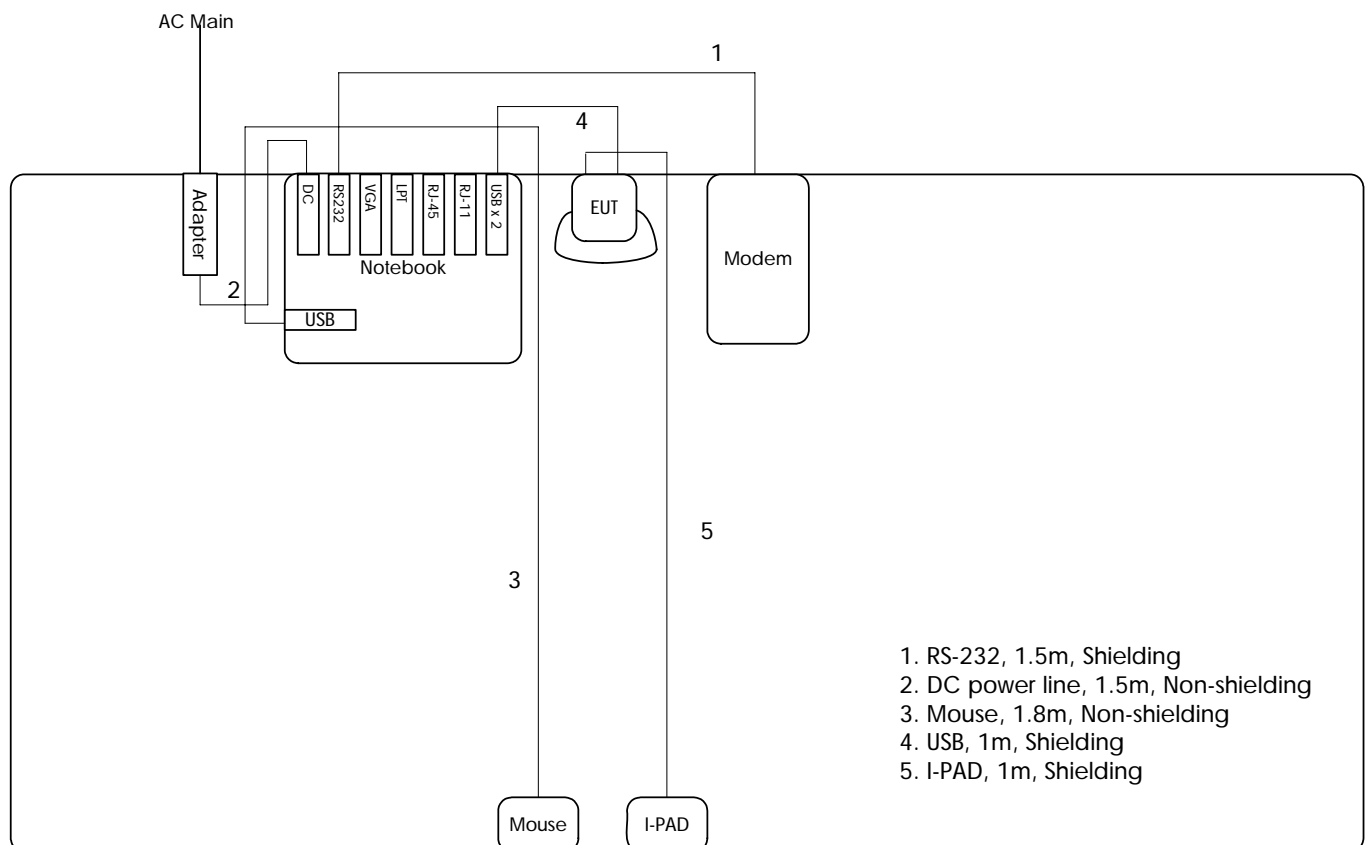 AC Main
1
4
Adapter
DC
RS232
VGA
LPT
RJ-45
RJ-11
USB x 2
EUT
Modem
Notebook
2
USB
5
3
1. RS-232, 1.5m, Shielding
2. DC power line, 1.5m, Non-shielding
3. Mouse, 1.8m, Non-shielding
4. USB, 1m, Shielding
5. I-PAD, 1m, Shielding
Mouse
I-PAD